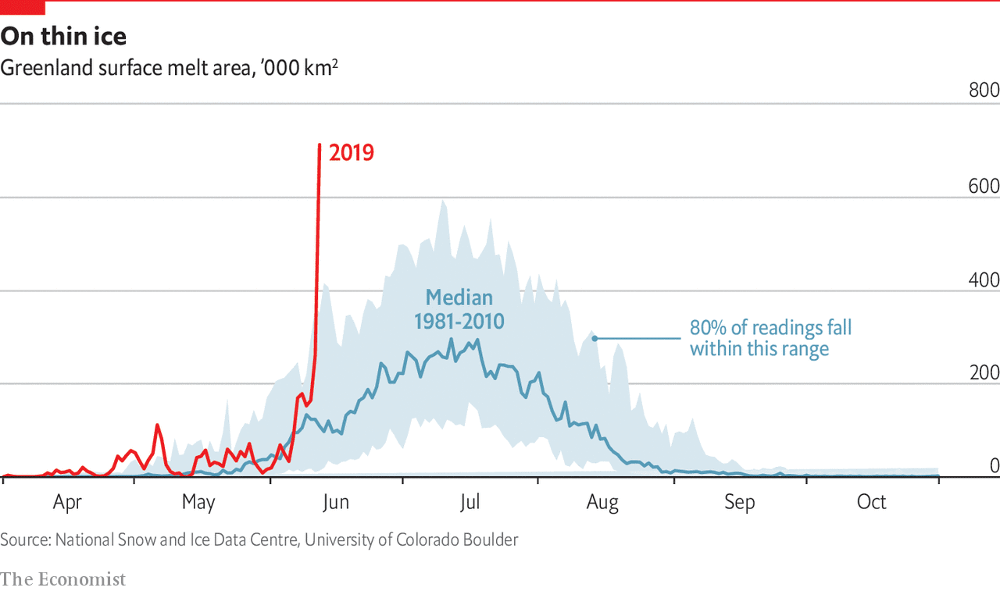 On thin ice
Greenland surface melt area, ’000 km²
800
2019
600
400
Median
1981-2010
80% of readings fall
within this range
200
0
Apr May Jun Jul Aug Sep Oct
Source: National Snow and Ice Data Centre, University of Colorado Boulder
The Economist